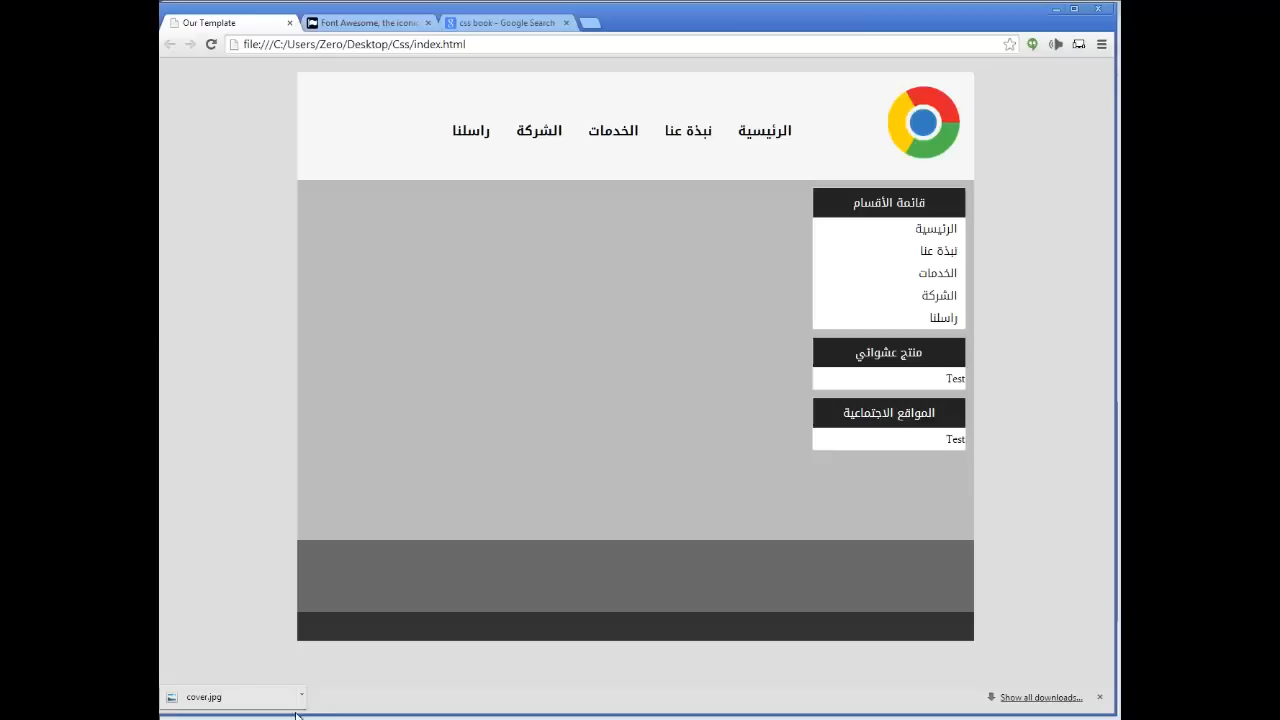 Our Template
Font Awesome, the iconic
css book - Google Search
file:///C:/Users/Zero/Desktop/Css/index.html
الرئيسية
نبذة عنا
الخدمات
الشركة
راسلنا
قائمة الأقسام
الرئيسية
نبذة عنا
الخدمات
الشركة
راسلنا
منتج عشوائي
Test
المواقع الاجتماعية
Test
cover.jpg
Show all downloads...